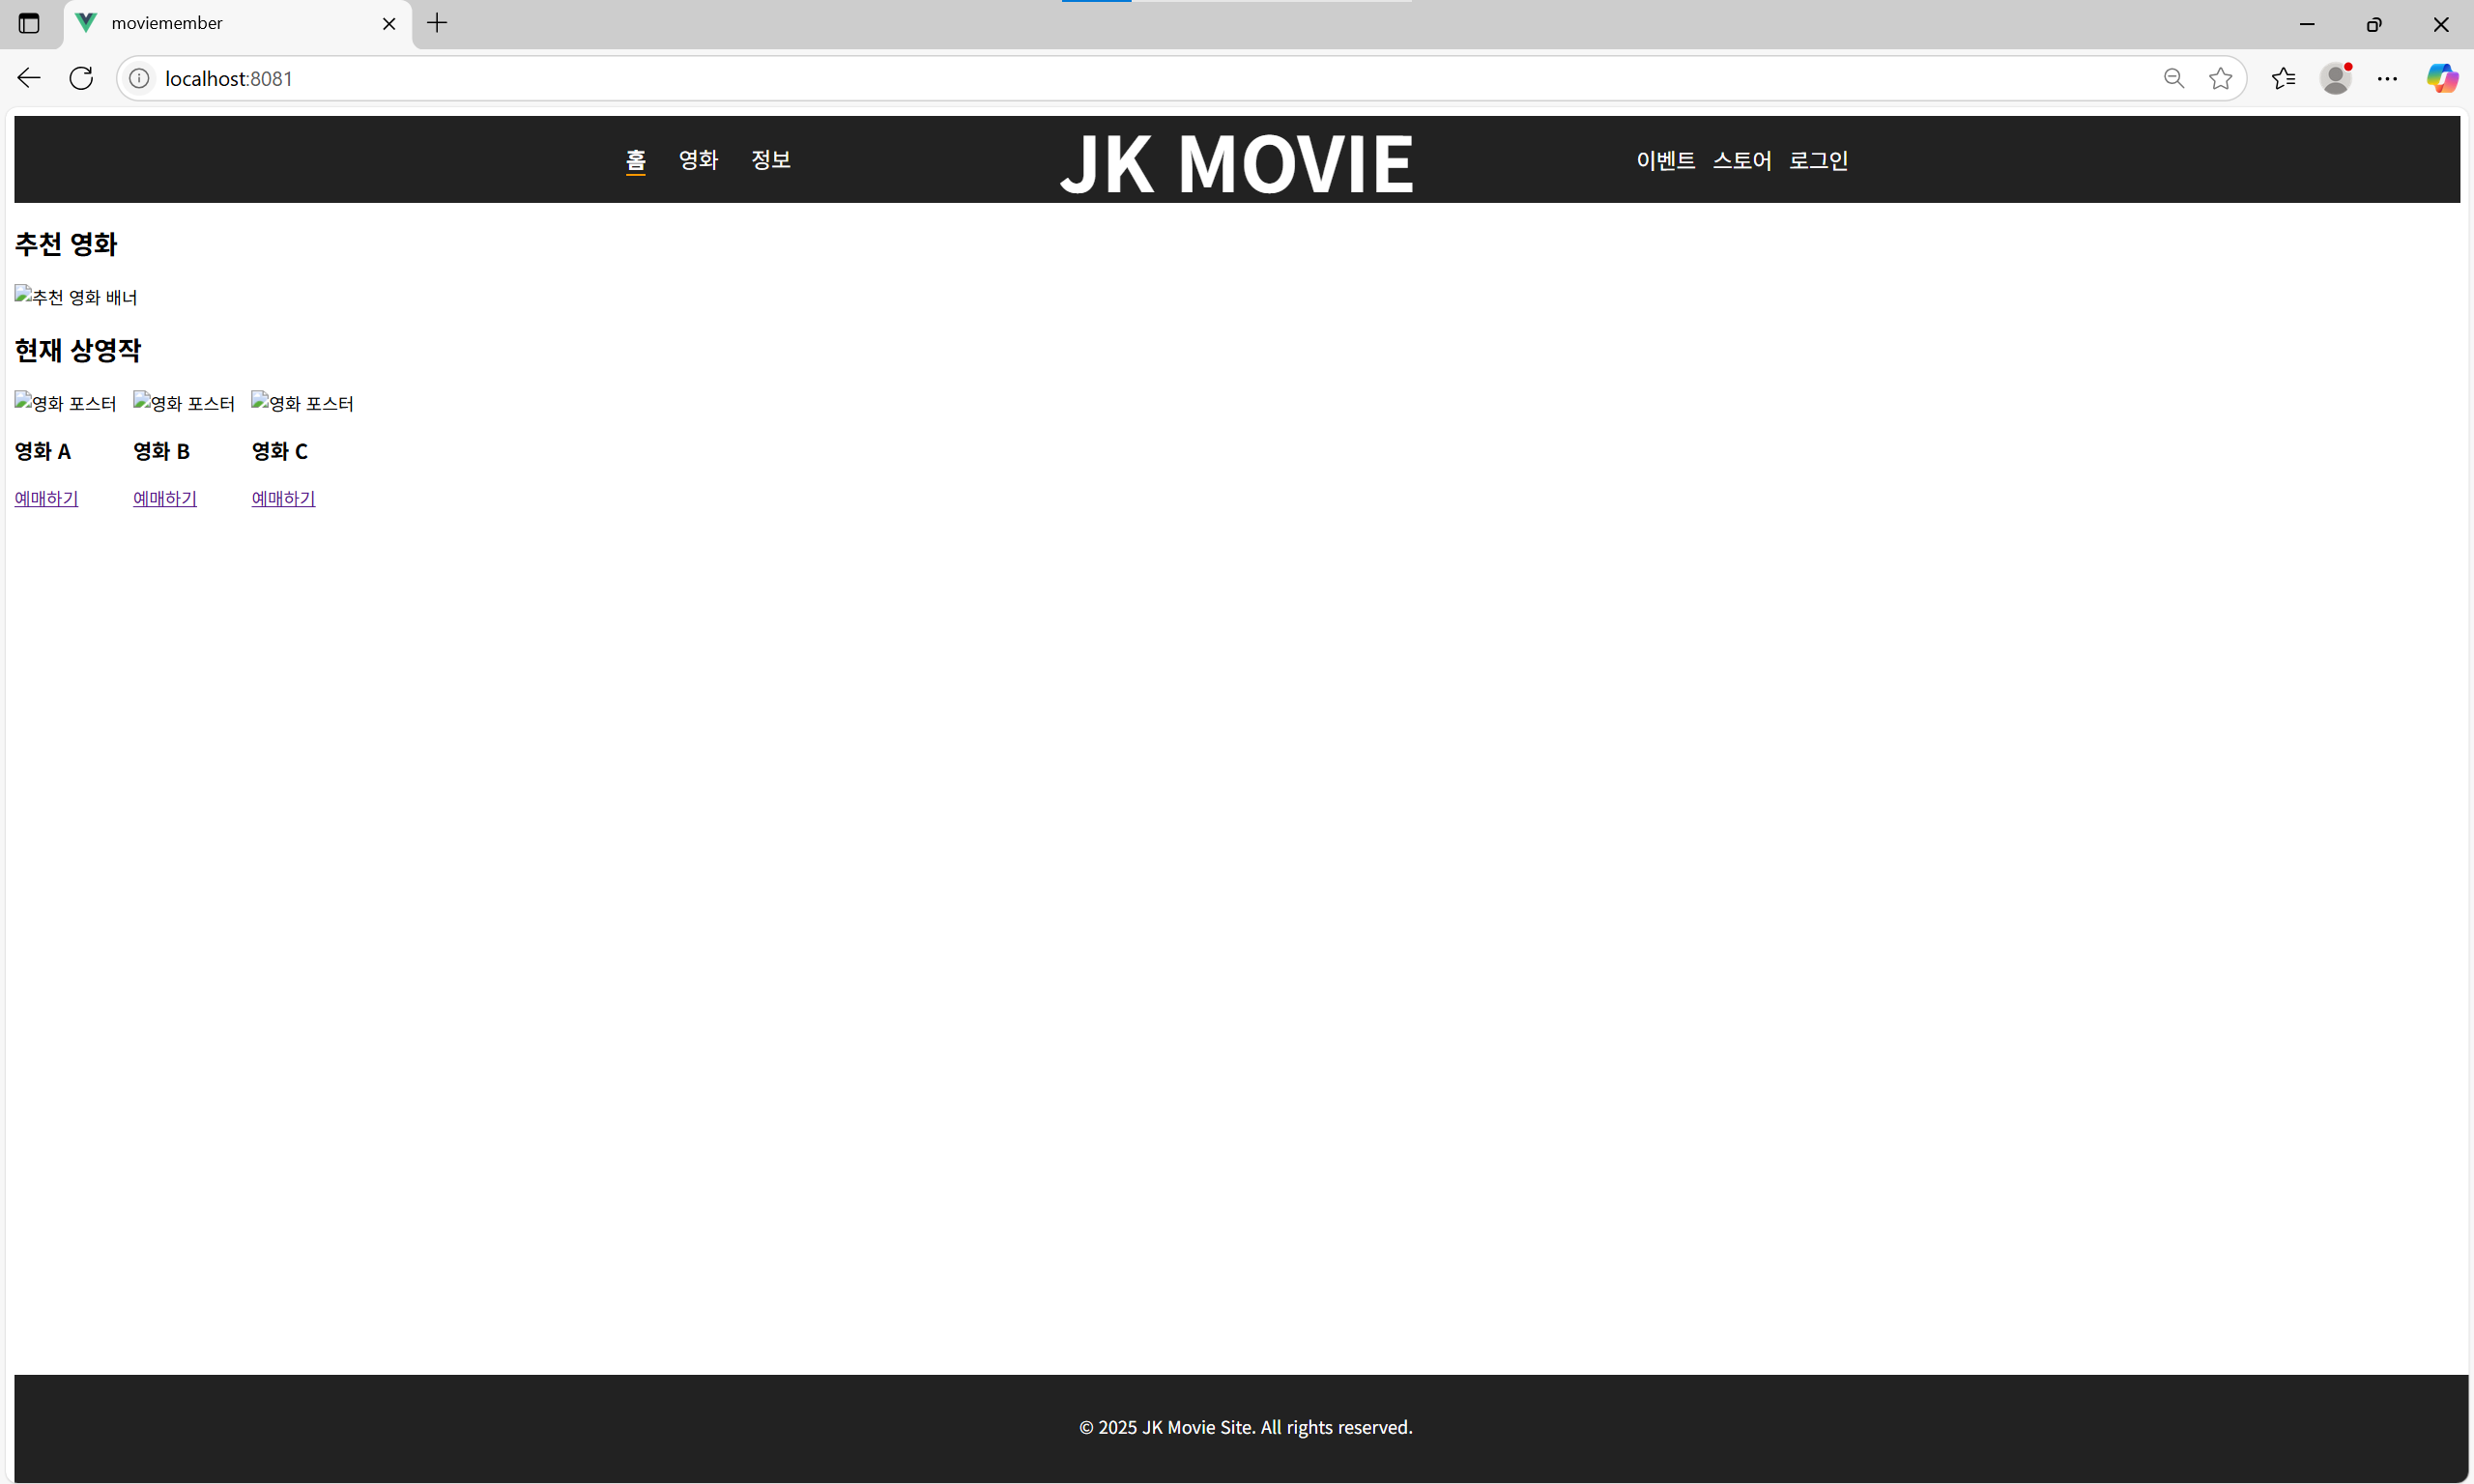 moviemember
localhost:8081
홈 영화 정보 JK MOVIE 이벤트 스토어 로그인
추천 영화
추천 영화 배너
현재 상영작
영화 포스터 영화 포스터 영화 포스터
영화 A 영화 B 영화 C
예매하기 예매하기 예매하기
© 2025 JK Movie Site. All rights reserved.